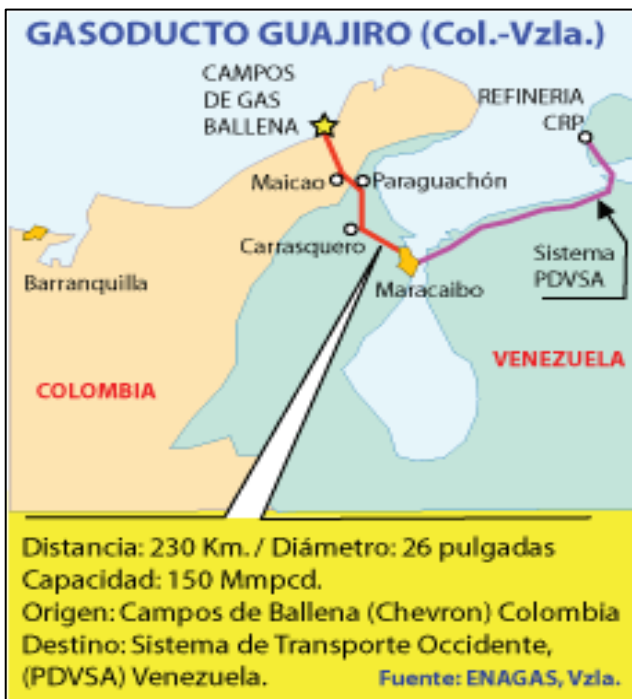 GASODUCTO GUAJIRO (Col.-Vzla.)
CAMPOS
DE GAS
BALLENA
REFINERIA
CRP
Maicao
Paraguachón
Carrasquero
Sistema
PDVSA
Barranquilla
Maracaibo
COLOMBIA
VENEZUELA
Distancia: 230 Km. / Diámetro: 26 pulgadas
Capacidad: 150 Mmpcd.
Origen: Campos de Ballena (Chevron) Colombia
Destino: Sistema de Transporte Occidente,
(PDVSA) Venezuela. Fuente: ENAGAS, Vzla.